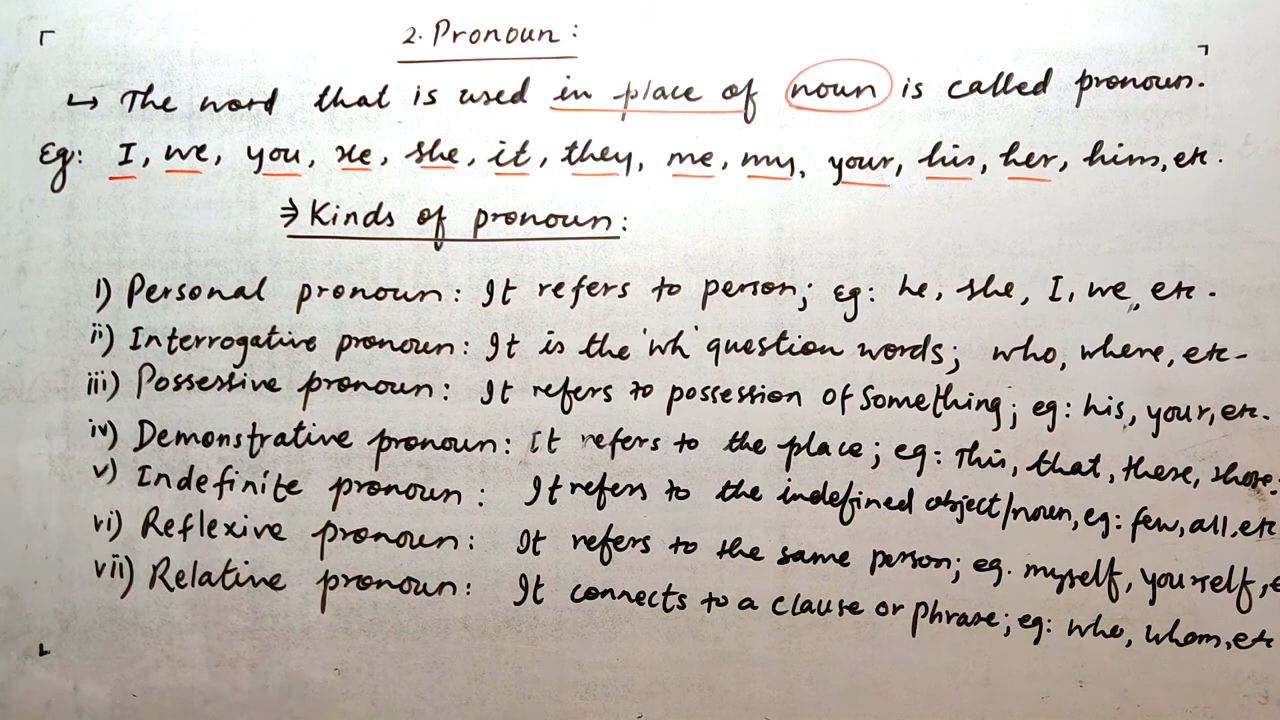 2. Pronoun:
↳ The word that is used in place of noun is called pronoun.
Eg: I, we, you, he, she, it, they, me, my, your, his, her, him, etc.
⇒ Kinds of pronoun:
i) Personal pronoun: It refers to person; eg: he, she, I, we, etc.
ii) Interrogative pronoun: It is the 'wh' question words; who, where, etc-
iii) Possessive pronoun: It refers to possession of Something; eg: his, your, etc.
iv) Demonstrative pronoun: It refers to the place; eg: This, that, these,
v) Indefinite pronoun: It refers to the indefined object/noun, eg: few, all, etc
vi) Reflexive pronoun: It refers to the same person; eg. myself, yourself,
vii) Relative pronoun: It connects to a clause or phrase; eg: who, whom, etc